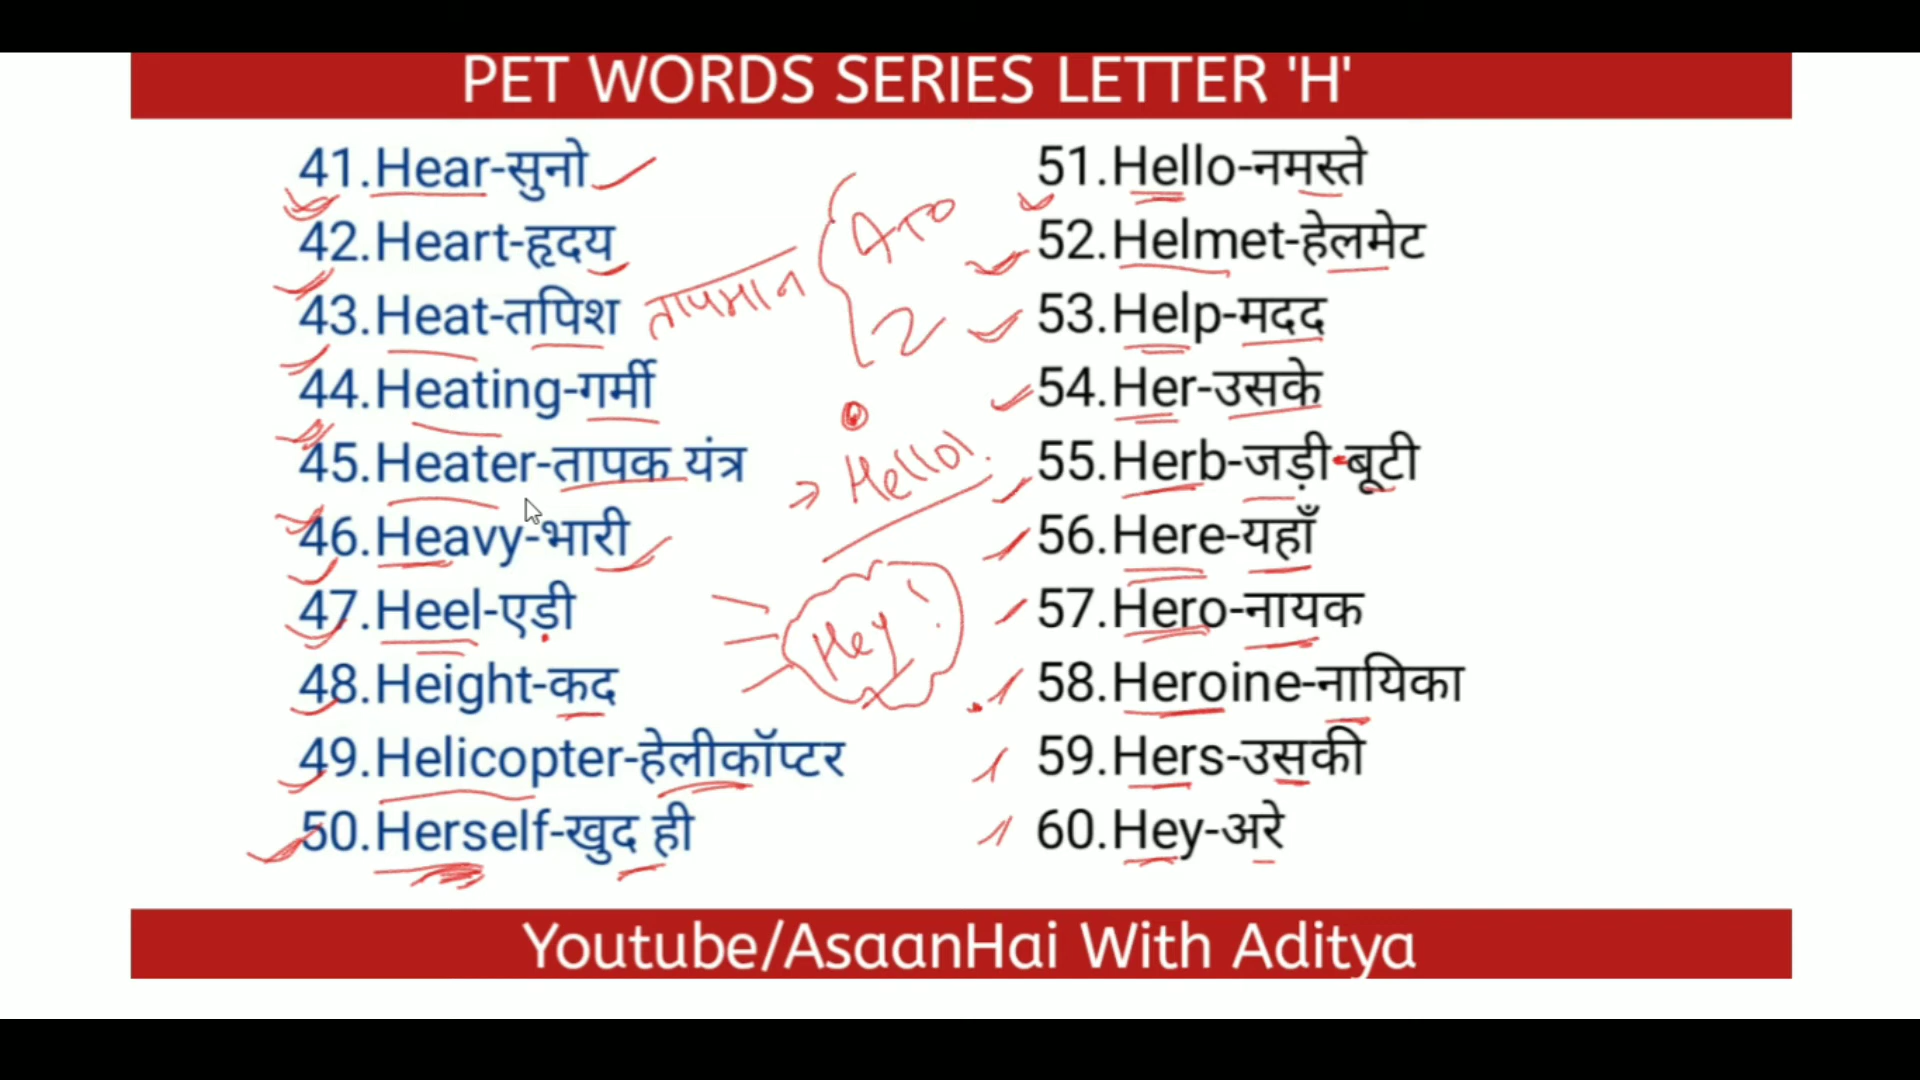 PET WORDS SERIES LETTER 'H'
41.Hear-सुनो
42.Heart-हृदय
43.Heat-तपिश
44.Heating-गर्मी
45.Heater-तापक यंत्र
46.Heavy-भारी
47.Heel-एड़ी
48.Height-कद
49.Helicopter-हेलीकॉप्टर
50.Herself-खुद ही
तापमान
Hello!
Hey!
51.Hello-नमस्ते
52.Helmet-हेलमेट
53.Help-मदद
54.Her-उसके
55.Herb-जड़ी-बूटी
56.Here-यहाँ
57.Hero-नायक
58.Heroine-नायिका
59.Hers-उसकी
60.Hey-अरे
Youtube/AsaanHai With Aditya